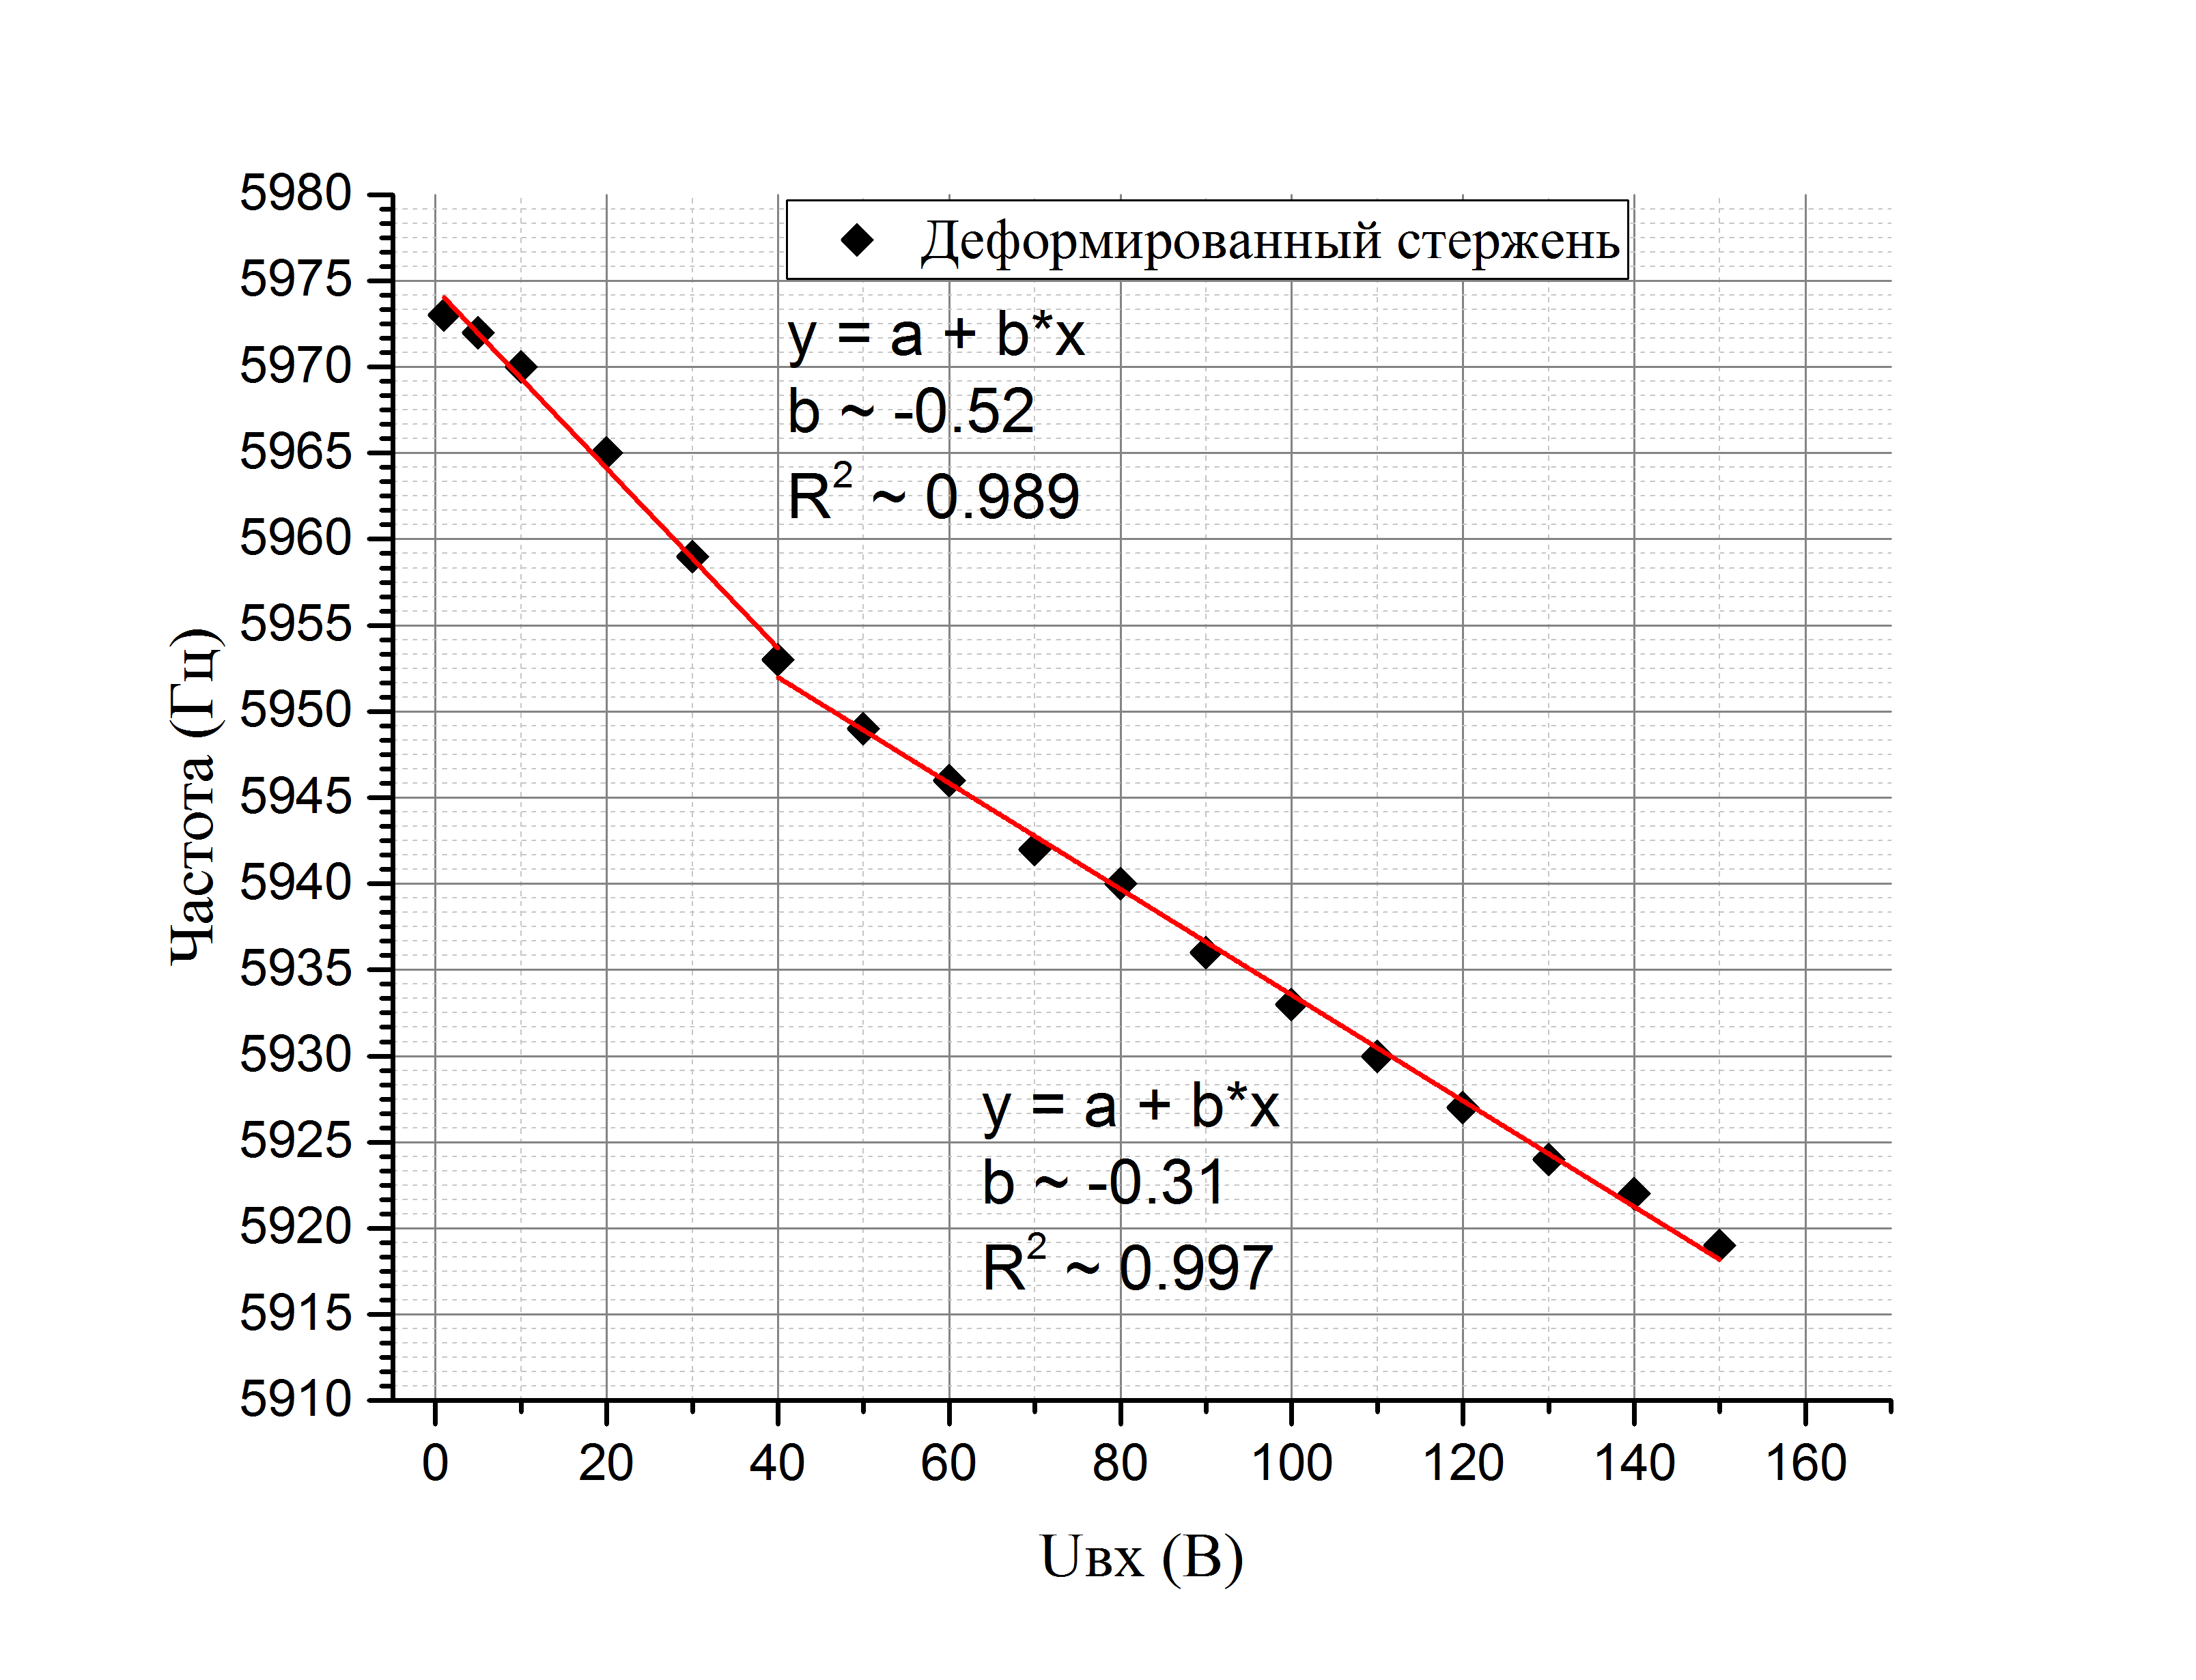 Деформированный стержень
y = a + b*x
b ~ -0.52
R² ~ 0.989
y = a + b*x
b ~ -0.31
R² ~ 0.997
Частота (Гц)
5980
5975
5970
5965
5960
5955
5950
5945
5940
5935
5930
5925
5920
5915
5910
0 20 40 60 80 100 120 140 160
Uвх (В)